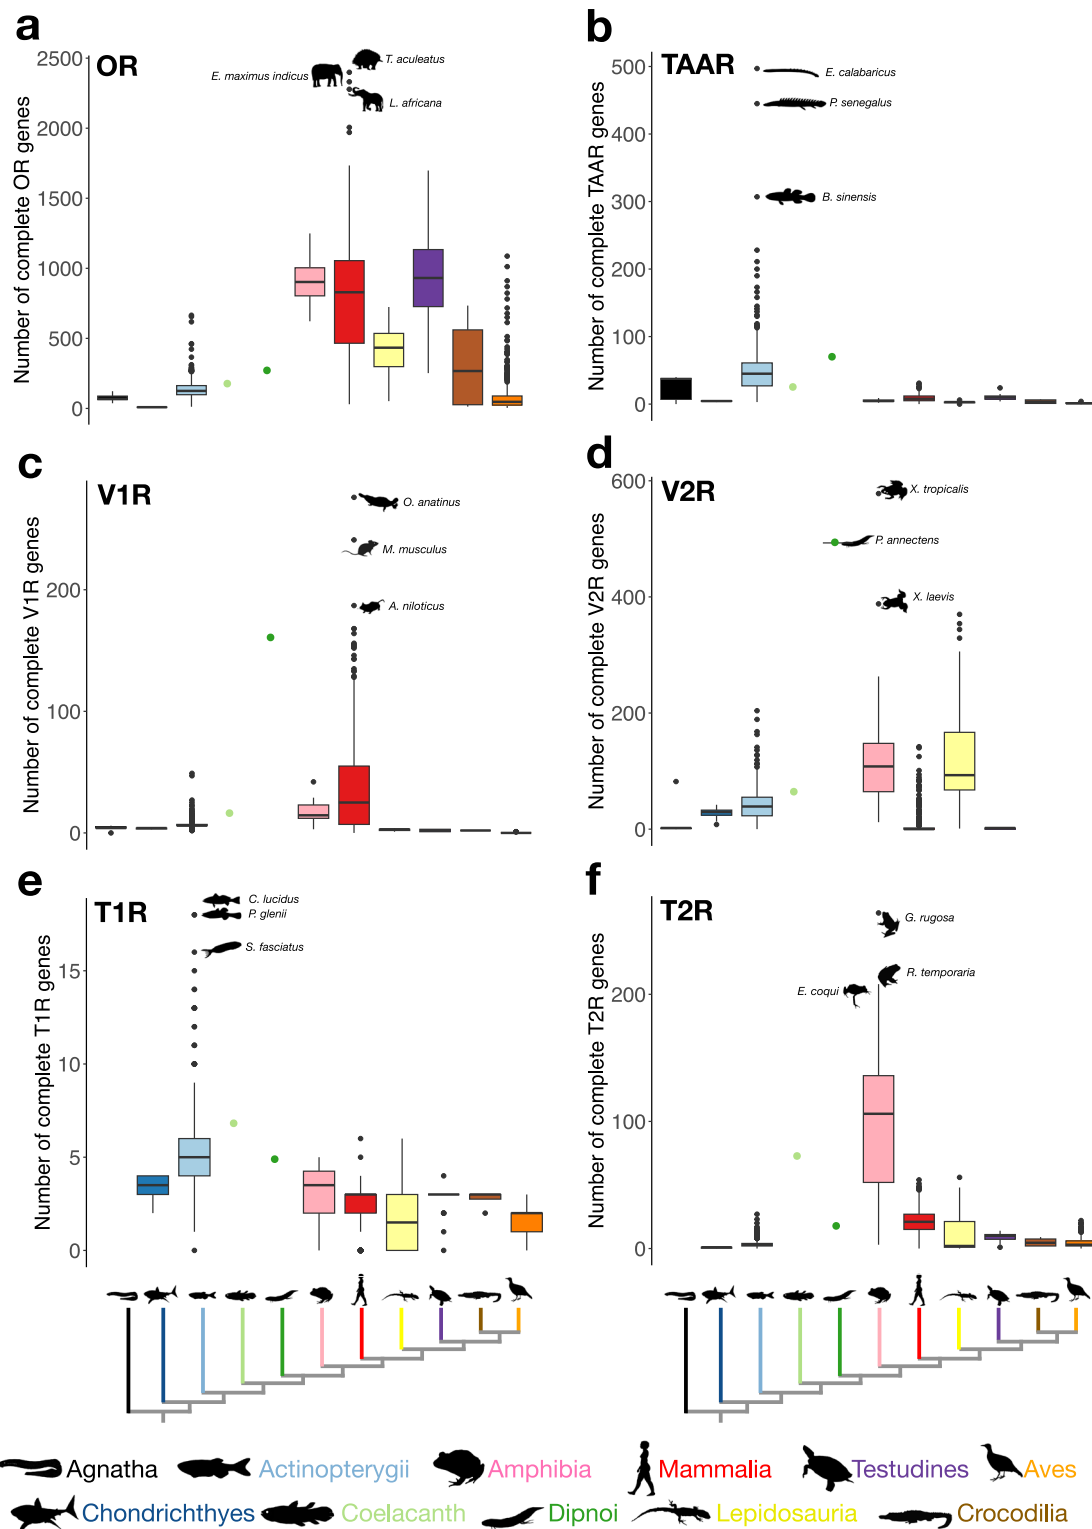 a
OR
Number of complete OR genes
2500
2000
1500
1000
500
0
E. maximus indicus
T. aculeatus
L. africana
b
TAAR
Number of complete TAAR genes
500
400
300
200
100
0
E. calabaricus
P. senegalus
B. sinensis
c
V1R
Number of complete V1R genes
200
100
0
O. anatinus
M. musculus
A. niloticus
d
V2R
Number of complete V2R genes
600
400
200
0
X. tropicalis
P. annectens
X. laevis
e
T1R
Number of complete T1R genes
15
10
5
0
C. lucidus
P. glenii
S. fasciatus
f
T2R
Number of complete T2R genes
200
100
0
G. rugosa
R. temporaria
E. coqui
Agnatha
Actinopterygii
Amphibia
Mammalia
Testudines
Aves
Chondrichthyes
Coelacanth
Dipnoi
Lepidosauria
Crocodilia